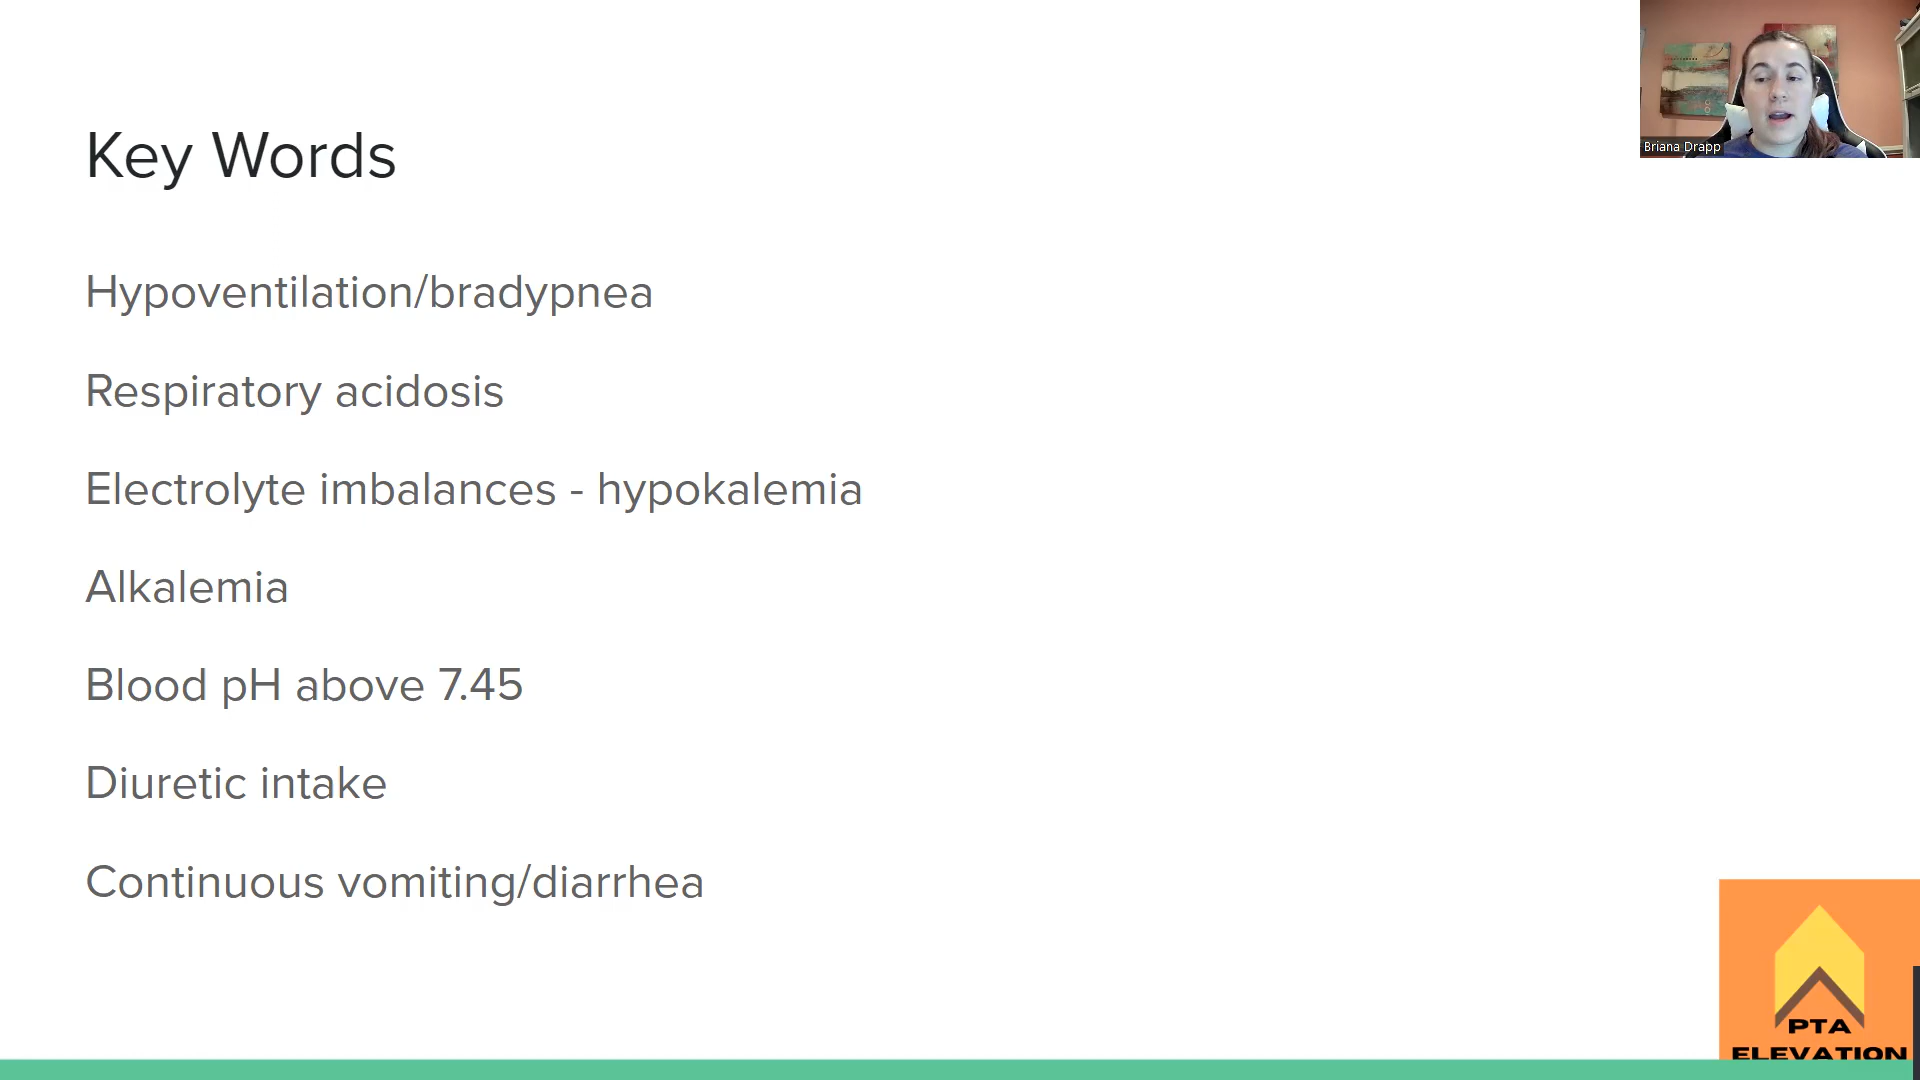 Key Words
Hypoventilation/bradypnea
Respiratory acidosis
Electrolyte imbalances - hypokalemia
Alkalemia
Blood pH above 7.45
Diuretic intake
Continuous vomiting/diarrhea
Briana Drapp
PTA
ELEVATION